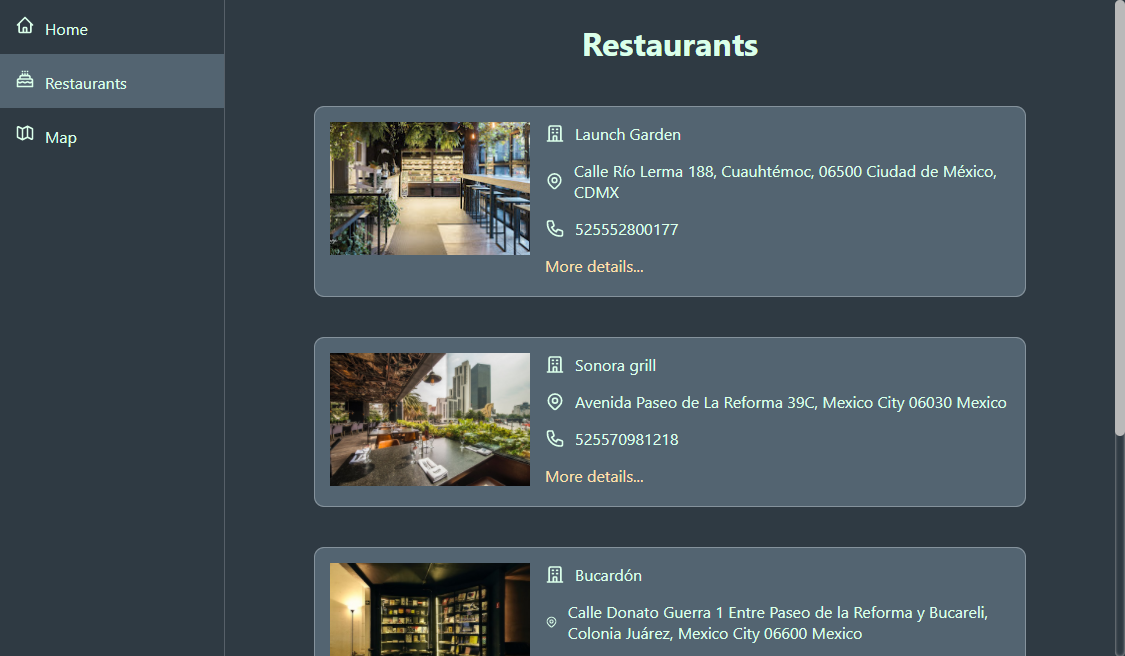 Home
Restaurants
Map
Restaurants
Launch Garden
Calle Río Lerma 188, Cuauhtémoc, 06500 Ciudad de México,
CDMX
525552800177
More details...
Sonora grill
Avenida Paseo de La Reforma 39C, Mexico City 06030 Mexico
525570981218
More details...
Bucardón
Calle Donato Guerra 1 Entre Paseo de la Reforma y Bucareli,
Colonia Juárez, Mexico City 06600 Mexico